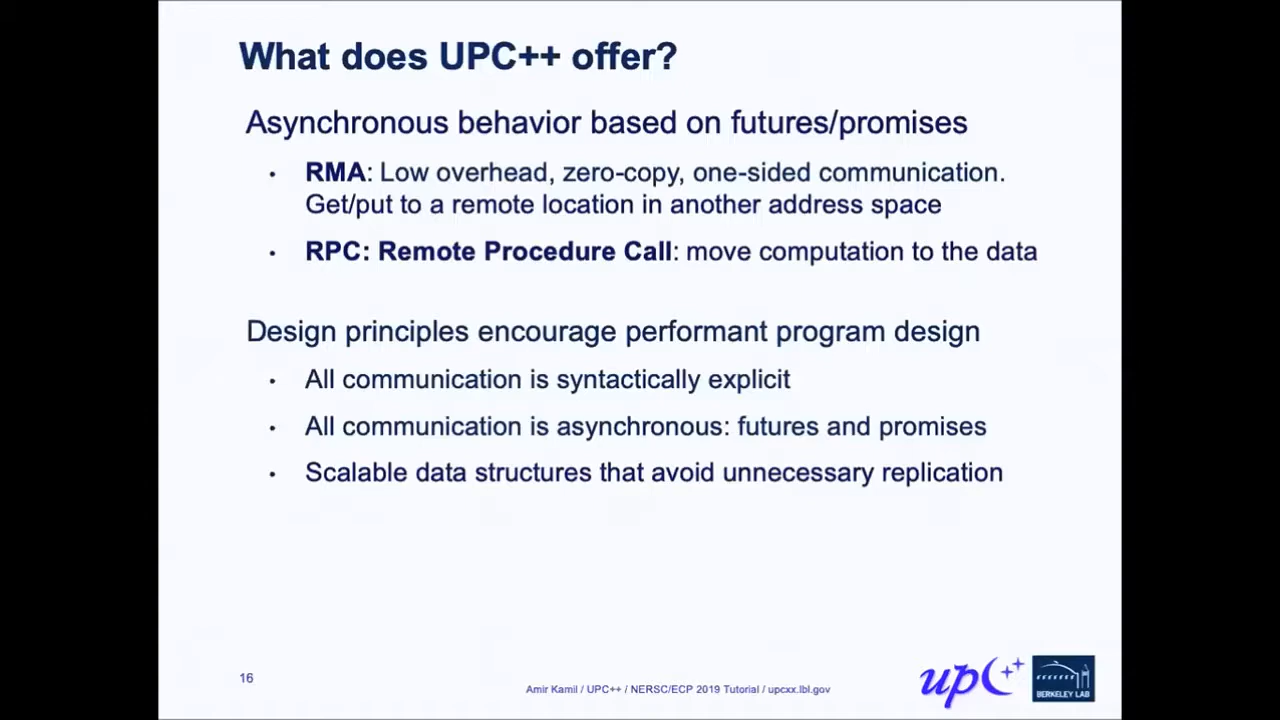 What does UPC++ offer?
Asynchronous behavior based on futures/promises
• RMA: Low overhead, zero-copy, one-sided communication.
Get/put to a remote location in another address space
• RPC: Remote Procedure Call: move computation to the data
Design principles encourage performant program design
• All communication is syntactically explicit
• All communication is asynchronous: futures and promises
• Scalable data structures that avoid unnecessary replication
16
Amir Kamil / UPC++ / NERSC/ECP 2019 Tutorial / upcxx.lbl.gov
upc++
BERKELEY LAB